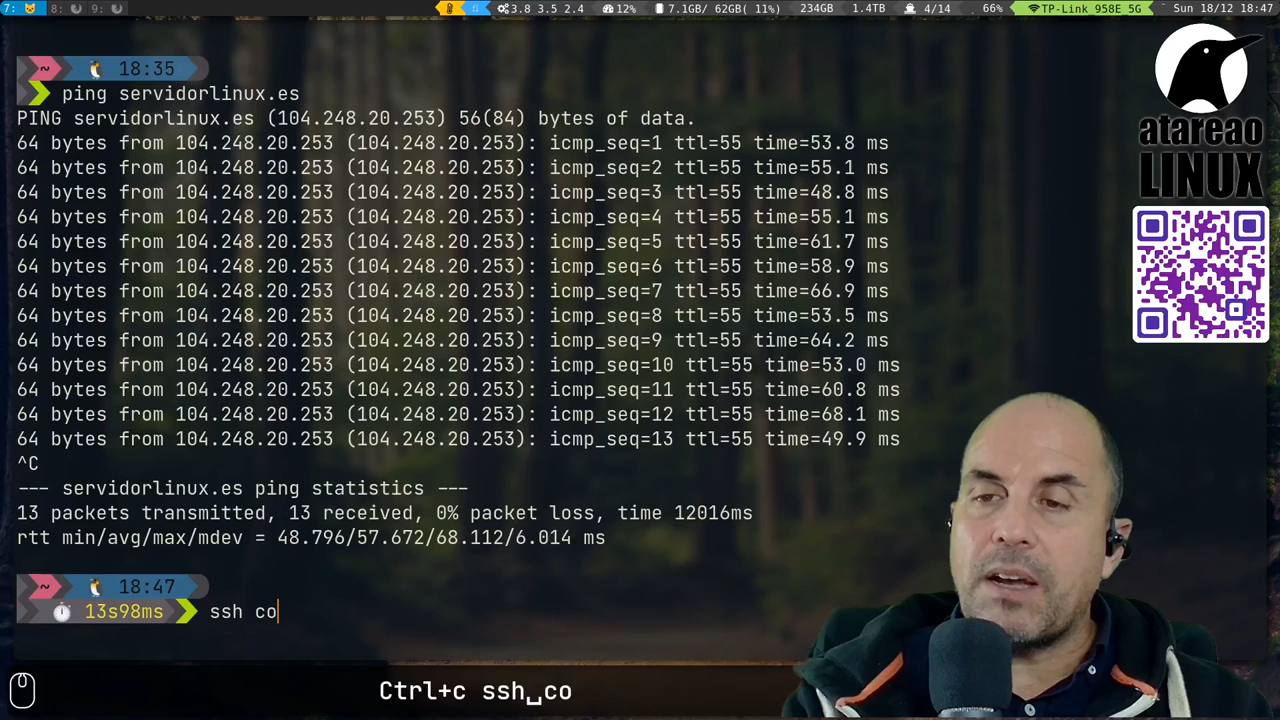 7: 8: 9: 3.8 3.5 2.4 12% 7.1GB/ 62GB( 11%) 234GB 1.4TB 4/14 66% TP-Link 958E 5G Sun 18/12 18:47
~ 18:35
ping servidorlinux.es
PING servidorlinux.es (104.248.20.253) 56(84) bytes of data.
64 bytes from 104.248.20.253 (104.248.20.253): icmp_seq=1 ttl=55 time=53.8 ms
64 bytes from 104.248.20.253 (104.248.20.253): icmp_seq=2 ttl=55 time=55.1 ms
64 bytes from 104.248.20.253 (104.248.20.253): icmp_seq=3 ttl=55 time=48.8 ms
64 bytes from 104.248.20.253 (104.248.20.253): icmp_seq=4 ttl=55 time=55.1 ms
64 bytes from 104.248.20.253 (104.248.20.253): icmp_seq=5 ttl=55 time=61.7 ms
64 bytes from 104.248.20.253 (104.248.20.253): icmp_seq=6 ttl=55 time=58.9 ms
64 bytes from 104.248.20.253 (104.248.20.253): icmp_seq=7 ttl=55 time=66.9 ms
64 bytes from 104.248.20.253 (104.248.20.253): icmp_seq=8 ttl=55 time=53.5 ms
64 bytes from 104.248.20.253 (104.248.20.253): icmp_seq=9 ttl=55 time=64.2 ms
64 bytes from 104.248.20.253 (104.248.20.253): icmp_seq=10 ttl=55 time=53.0 ms
64 bytes from 104.248.20.253 (104.248.20.253): icmp_seq=11 ttl=55 time=60.8 ms
64 bytes from 104.248.20.253 (104.248.20.253): icmp_seq=12 ttl=55 time=68.1 ms
64 bytes from 104.248.20.253 (104.248.20.253): icmp_seq=13 ttl=55 time=49.9 ms
^C
--- servidorlinux.es ping statistics ---
13 packets transmitted, 13 received, 0% packet loss, time 12016ms
rtt min/avg/max/mdev = 48.796/57.672/68.112/6.014 ms
~ 18:47
13s98ms ssh co
Ctrl+c ssh␣co
atareao
LINUX